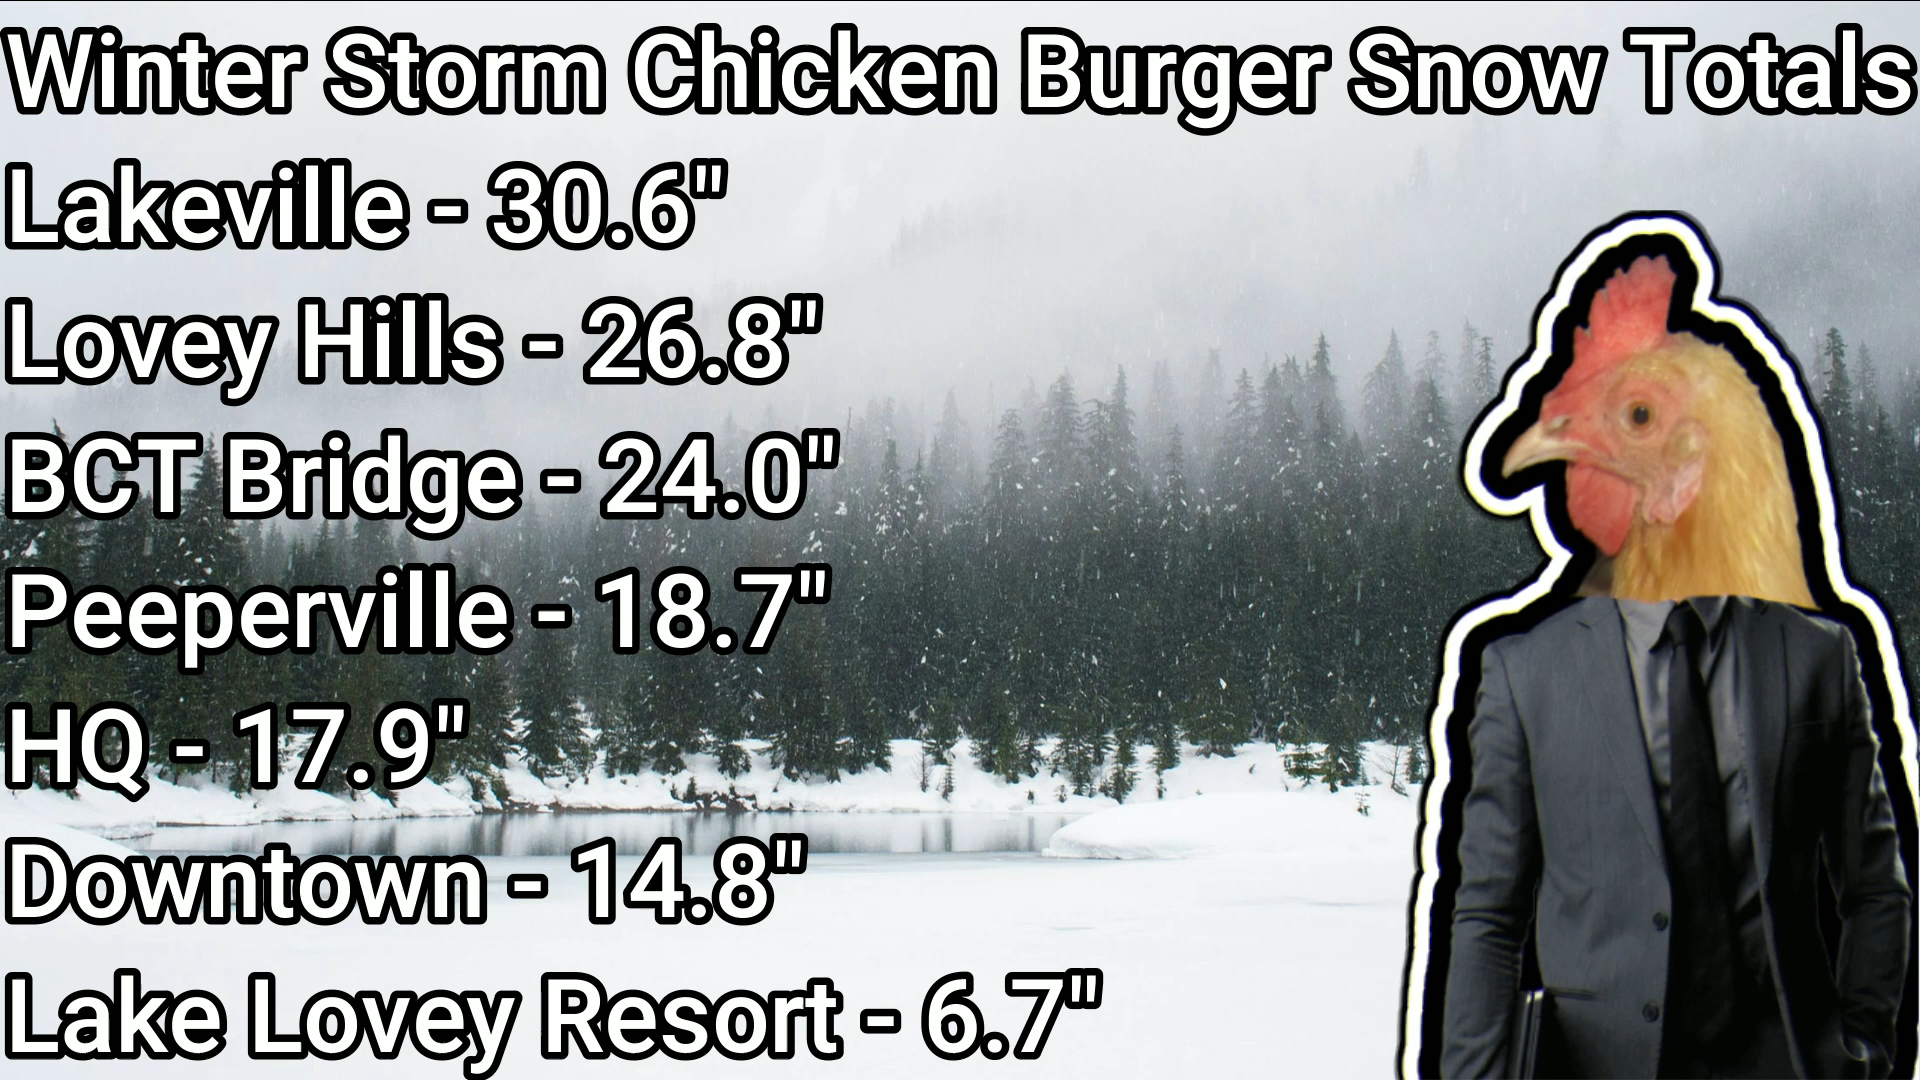 Winter Storm Chicken Burger Snow Totals
Lakeville - 30.6"
Lovey Hills - 26.8"
BCT Bridge - 24.0"
Peeperville - 18.7"
HQ - 17.9"
Downtown - 14.8"
Lake Lovey Resort - 6.7"